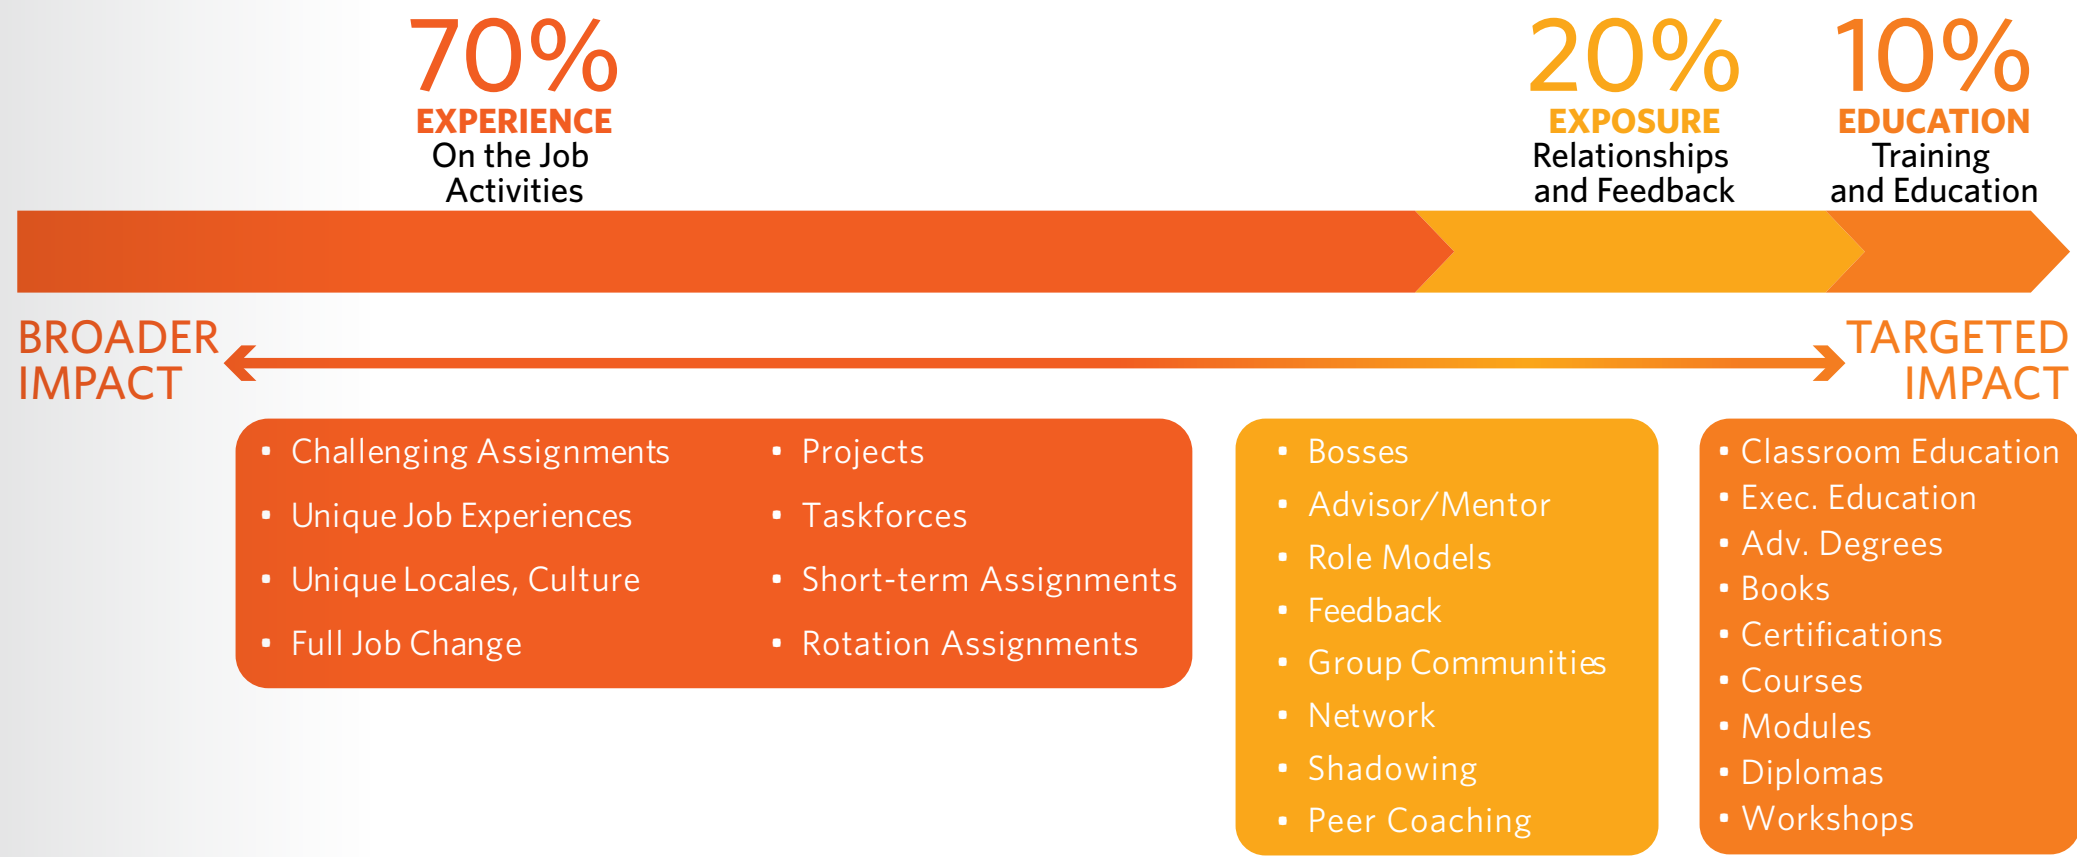 70%
EXPERIENCE
On the Job
Activities
20%
EXPOSURE
Relationships
and Feedback
10%
EDUCATION
Training
and Education
BROADER
IMPACT
TARGETED
IMPACT
• Challenging Assignments
• Unique Job Experiences
• Unique Locales, Culture
• Full Job Change
• Projects
• Taskforces
• Short-term Assignments
• Rotation Assignments
• Bosses
• Advisor/Mentor
• Role Models
• Feedback
• Group Communities
• Network
• Shadowing
• Peer Coaching
• Classroom Education
• Exec. Education
• Adv. Degrees
• Books
• Certifications
• Courses
• Modules
• Diplomas
• Workshops